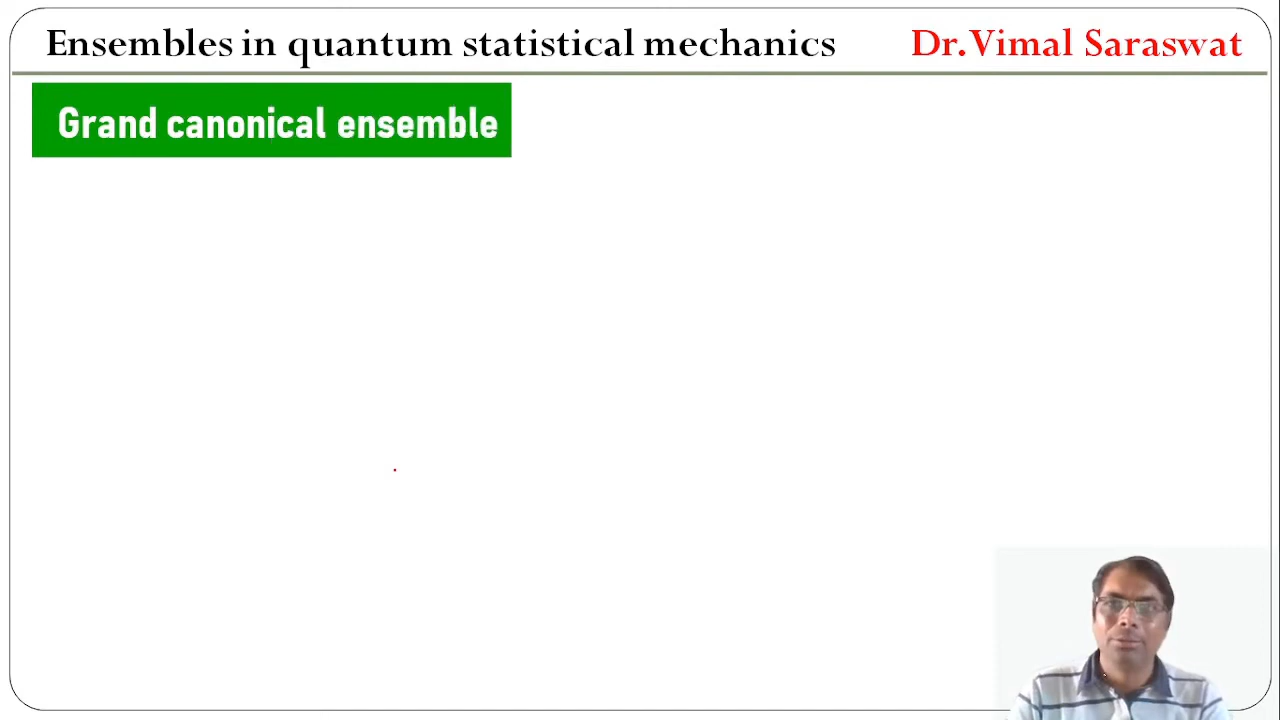 Ensembles in quantum statistical mechanics Dr. Vimal Saraswat
Grand canonical ensemble